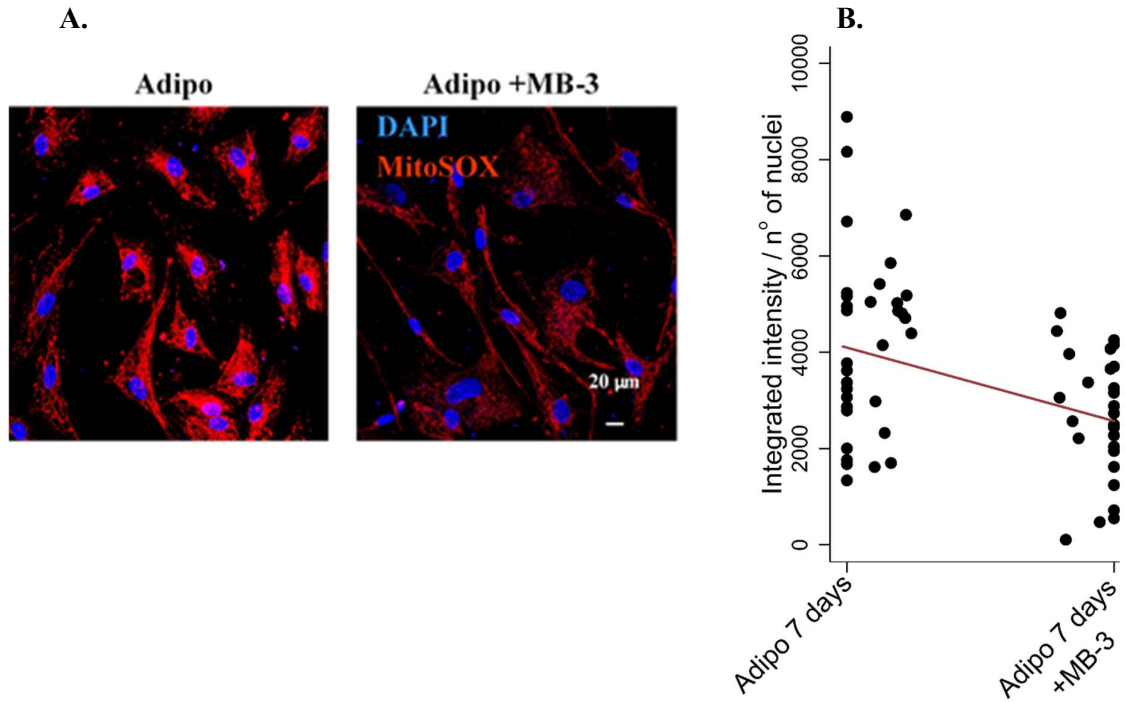 A.
Adipo
Adipo +MB-3
DAPI
MitoSOX
20 µm
B.
Integrated intensity / n° of nuclei
10000
8000
6000
4000
2000
0
Adipo 7 days
Adipo 7 days
+MB-3